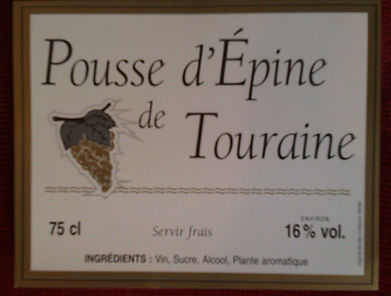 Pousse d'Épine
de
Touraine
75 cl
Servir frais
ENVIRON
16 % vol.
INGRÉDIENTS : Vin, Sucre, Alcool, Plante aromatique